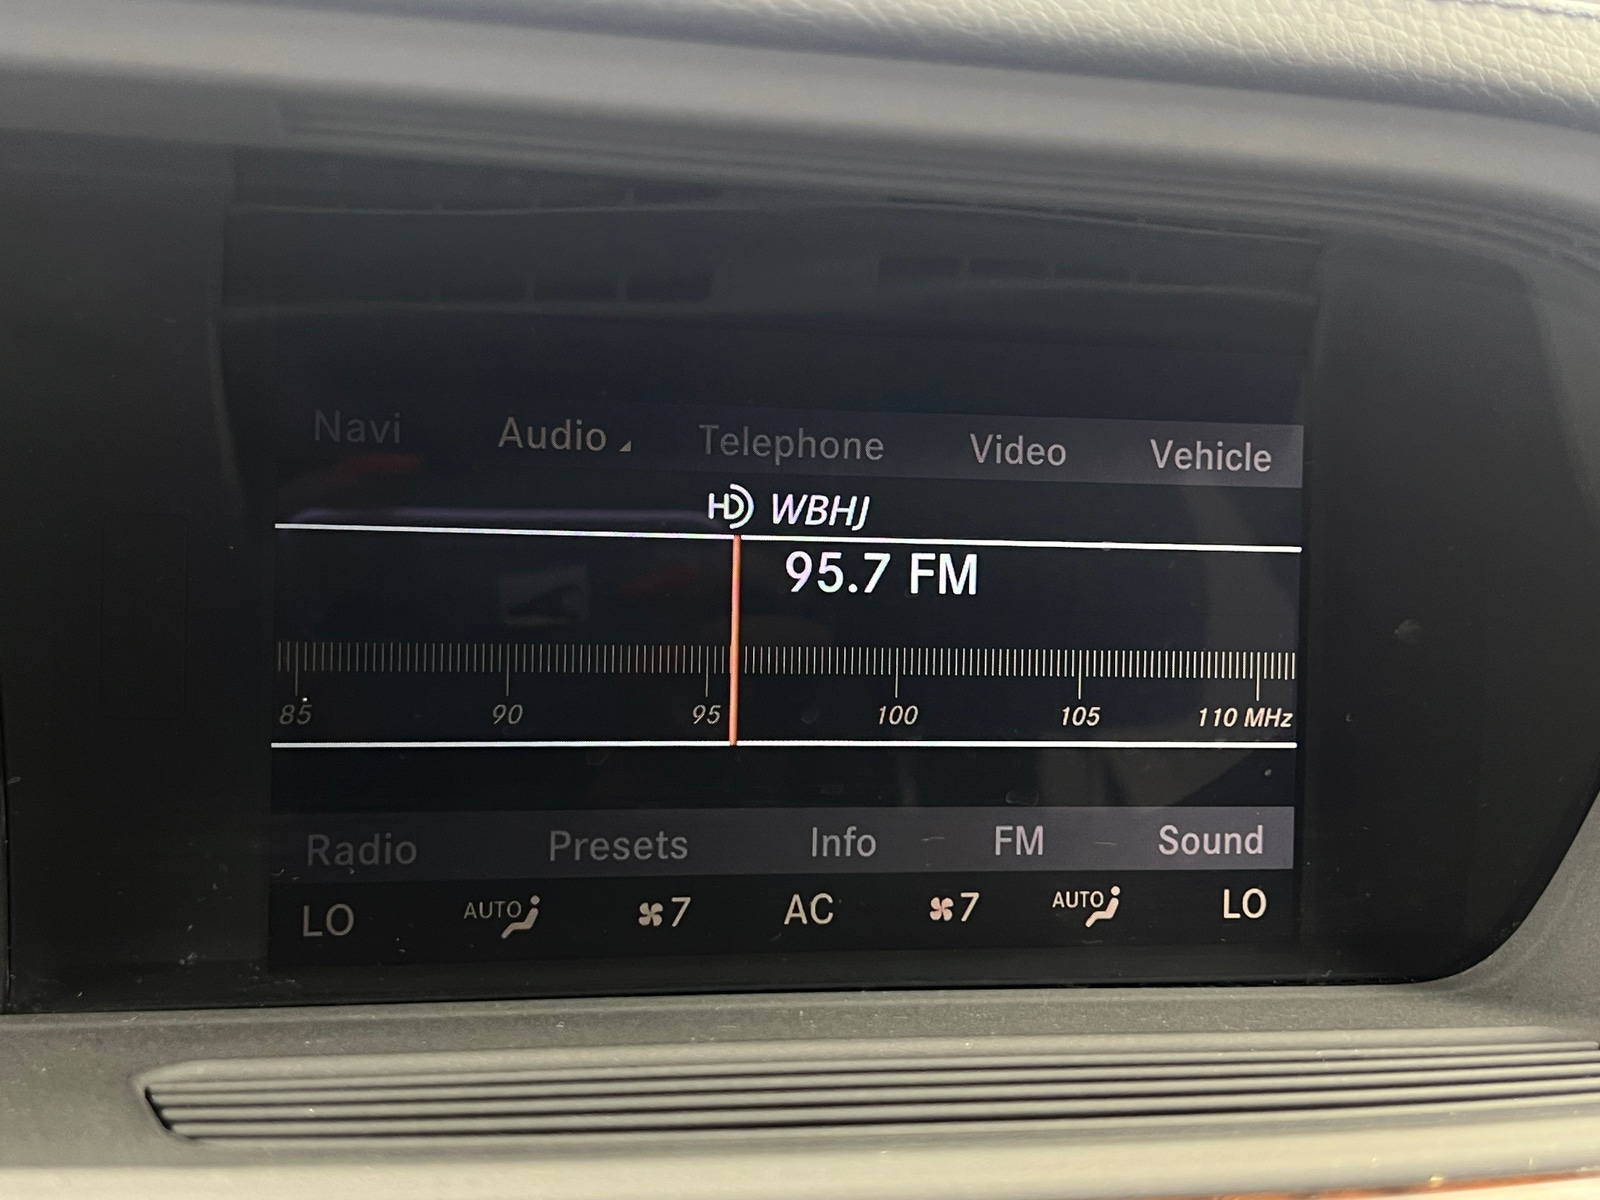 Navi Audio Telephone Video Vehicle
HD WBHJ
95.7 FM
85 90 95 100 105 110 MHz
Radio Presets Info FM Sound
LO AUTO 7 AC 7 AUTO LO